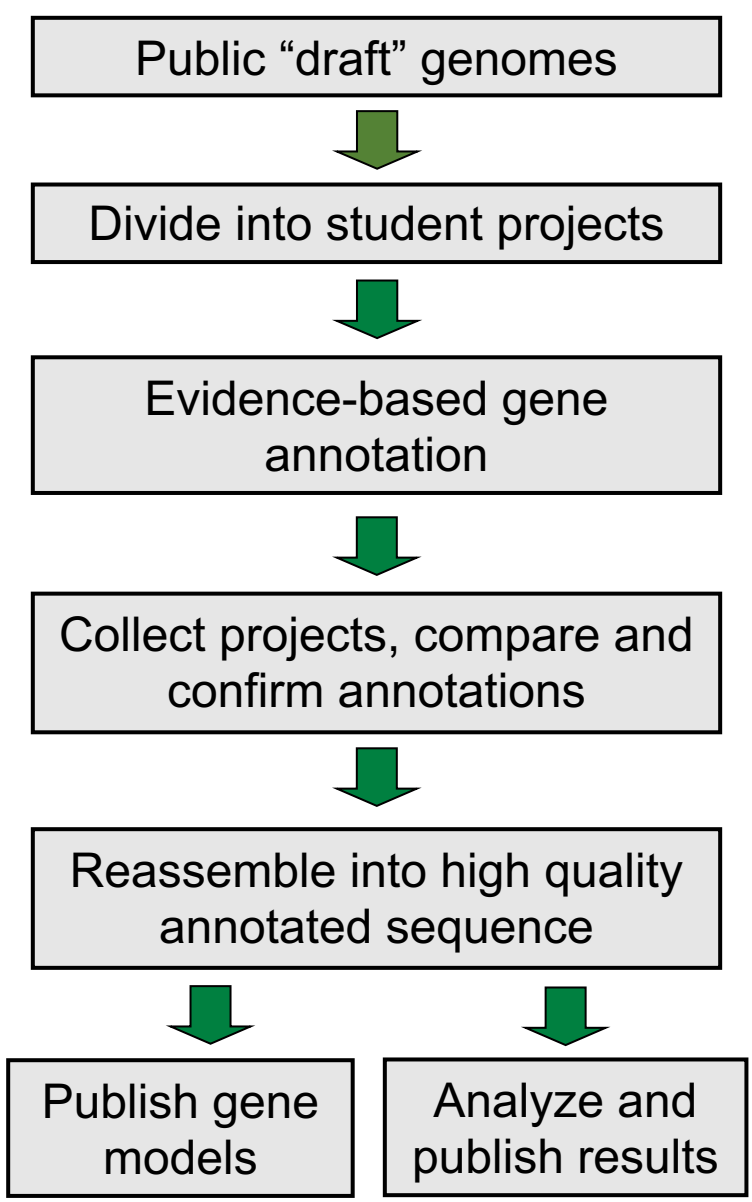 Public “draft” genomes
Divide into student projects
Evidence-based gene
annotation
Collect projects, compare and
confirm annotations
Reassemble into high quality
annotated sequence
Publish gene
models
Analyze and
publish results